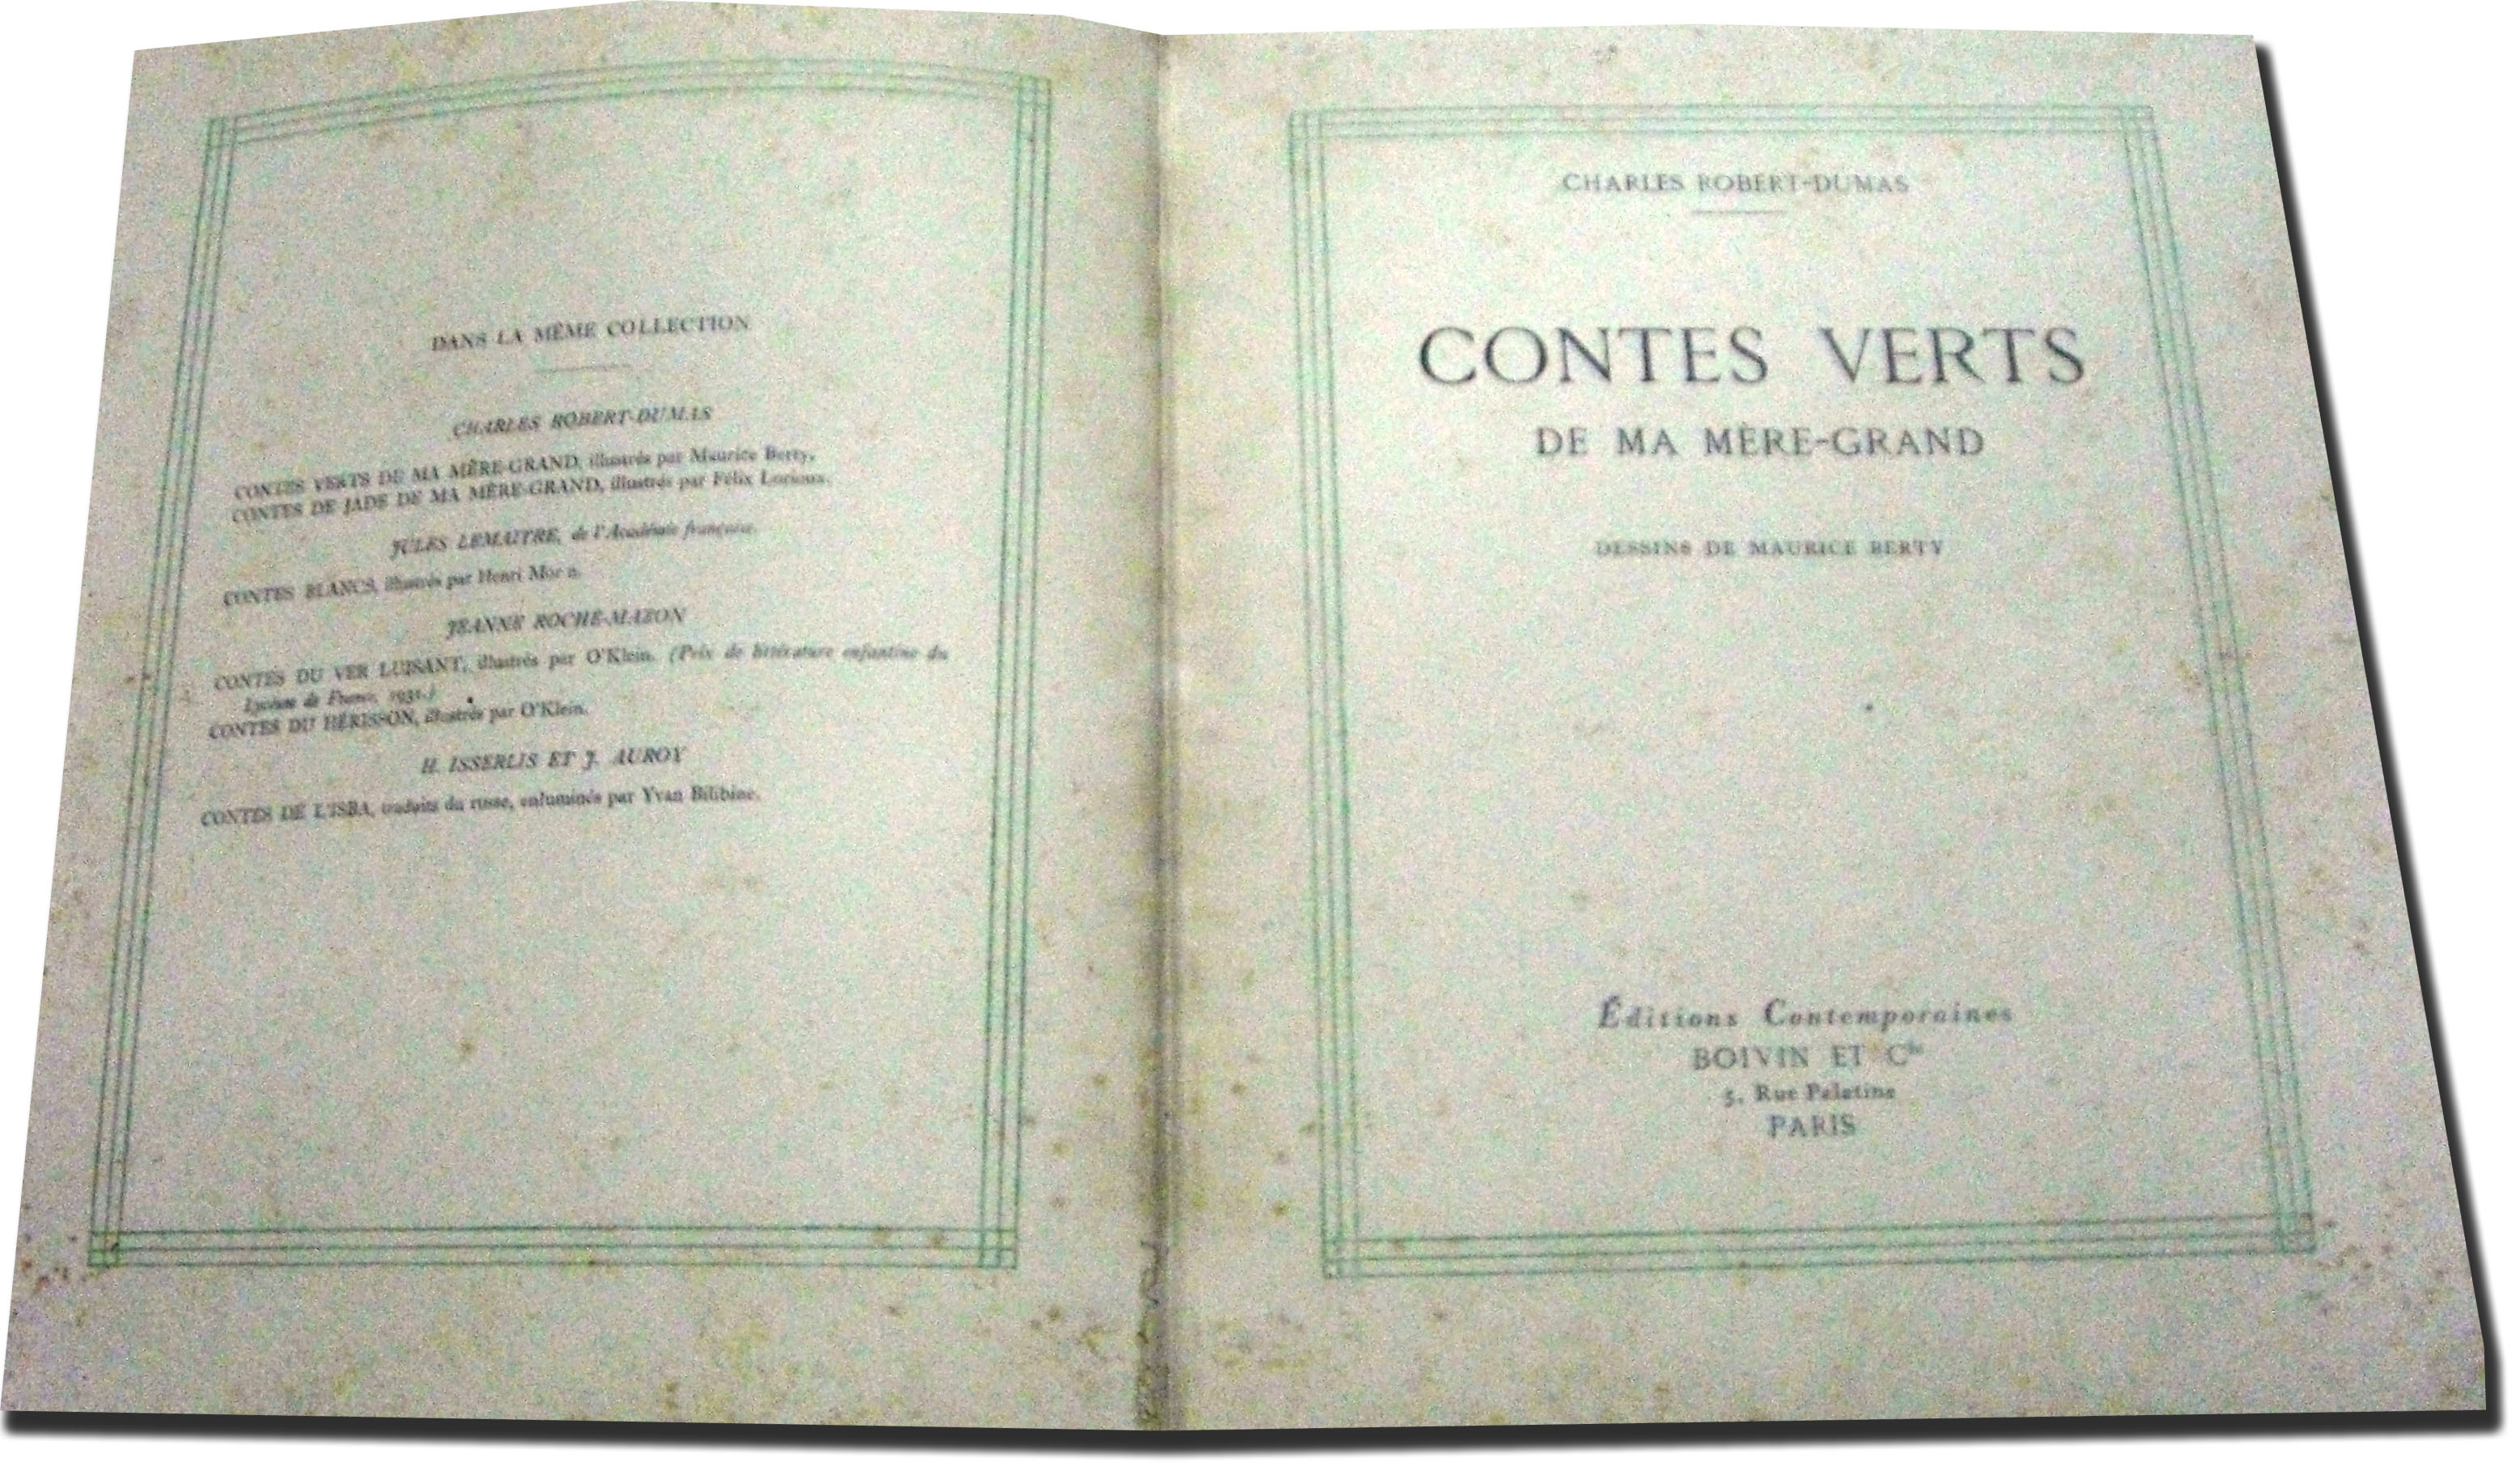 DANS LA MÊME COLLECTION
CHARLES ROBERT-DUMAS
CONTES VERTS DE MA MÈRE-GRAND, illustrés par Maurice Berty.
CONTES DE JADE DE MA MÈRE-GRAND, illustrés par Félix Lorioux.
JULES LEMAITRE, de l'Académie française.
CONTES BLANCS, illustrés par Henri
JEANNE ROCHE-MAZON
CONTES DU VER LUISANT, illustrés par O'Klein. (Prix de littérature enfantine du
Lyceum de France, 1931.)
CONTES DU HÉRISSON, illustrés par O'Klein.
H. ISSERLIS ET J. AUROY
CONTES DE L'ISBA, traduits du russe, enluminés par Yvan Bilibine.
CHARLES ROBERT-DUMAS
CONTES VERTS
DE MA MÈRE-GRAND
DESSINS DE MAURICE BERTY
Éditions Contemporaines
BOIVIN ET Cie
5, Rue Palatine
PARIS